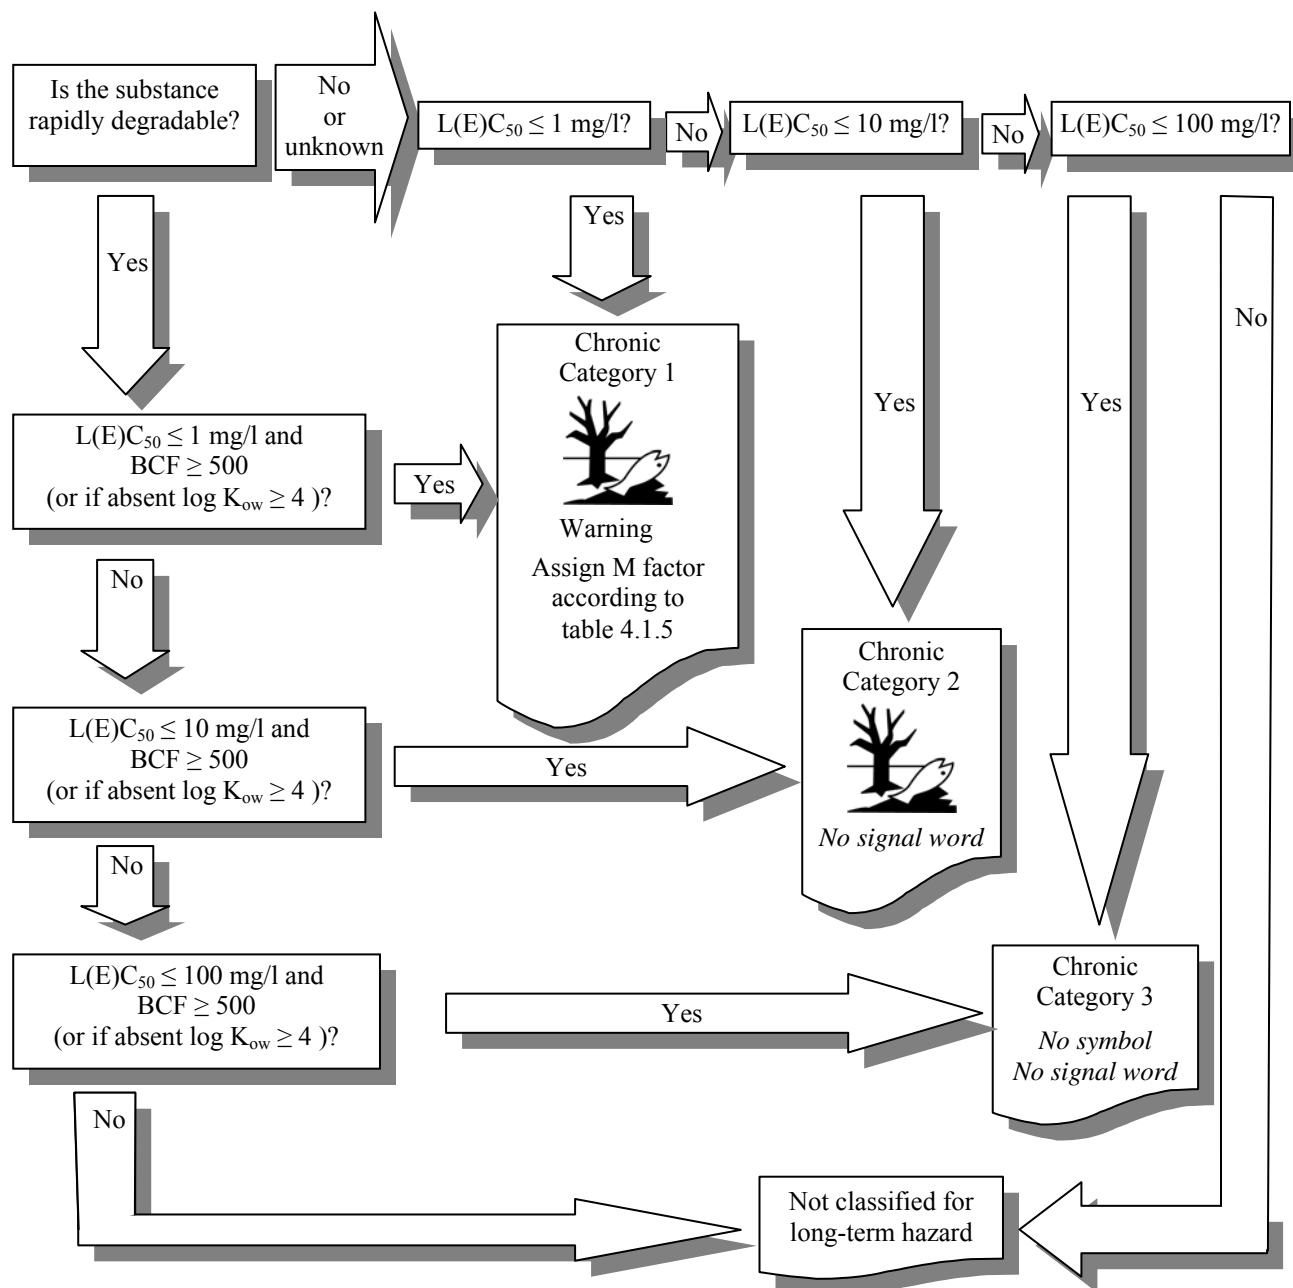 Is the substance
rapidly degradable?
No
or
unknown
L(E)C₅₀ ≤ 1 mg/l?
No
L(E)C₅₀ ≤ 10 mg/l?
No
L(E)C₅₀ ≤ 100 mg/l?
Yes
Yes
Yes
Yes
No
Chronic
Category 1
Warning
Assign M factor
according to
table 4.1.5
L(E)C₅₀ ≤ 1 mg/l and
BCF ≥ 500
(or if absent log Kₒw ≥ 4 )?
Yes
No
Chronic
Category 2
No signal word
L(E)C₅₀ ≤ 10 mg/l and
BCF ≥ 500
(or if absent log Kₒw ≥ 4 )?
Yes
No
L(E)C₅₀ ≤ 100 mg/l and
BCF ≥ 500
(or if absent log Kₒw ≥ 4 )?
Yes
Chronic
Category 3
No symbol
No signal word
No
Not classified for
long-term hazard